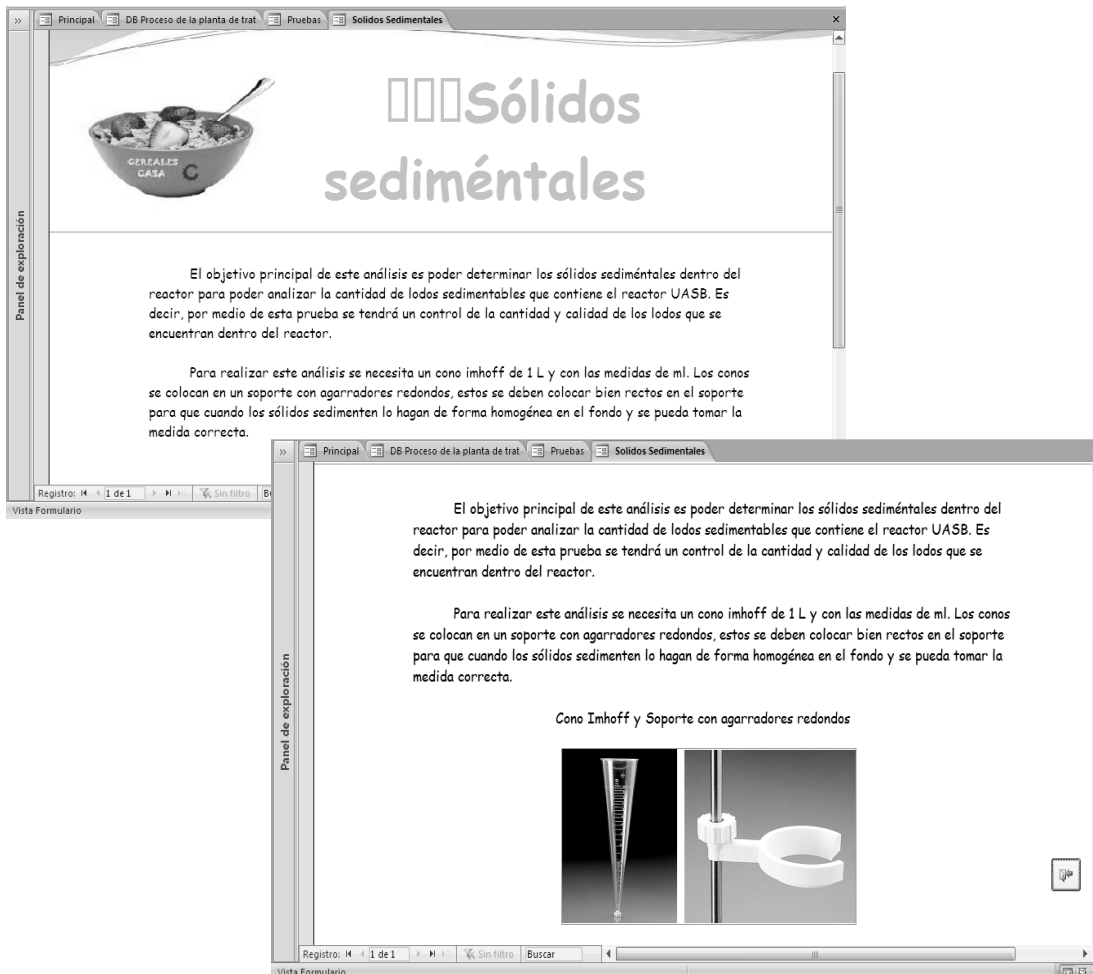 » Principal DB Proceso de la planta de trat Pruebas Solidos Sedimentales
CEREALES
CASA C
Sólidos
sediméntales
Panel de exploración
El objetivo principal de este análisis es poder determinar los sólidos sediméntales dentro del
reactor para poder analizar la cantidad de lodos sedimentables que contiene el reactor UASB. Es
decir, por medio de esta prueba se tendrá un control de la cantidad y calidad de los lodos que se
encuentran dentro del reactor.
Para realizar este análisis se necesita un cono imhoff de 1 L y con las medidas de ml. Los conos
se colocan en un soporte con agarradores redondos, estos se deben colocar bien rectos en el soporte
para que cuando los sólidos sedimenten lo hagan de forma homogénea en el fondo y se pueda tomar la
medida correcta.
Registro: 1 de 1 Sin filtro
Vista Formulario
» Principal DB Proceso de la planta de trat Pruebas Solidos Sedimentales
Panel de exploración
El objetivo principal de este análisis es poder determinar los sólidos sediméntales dentro del
reactor para poder analizar la cantidad de lodos sedimentables que contiene el reactor UASB. Es
decir, por medio de esta prueba se tendrá un control de la cantidad y calidad de los lodos que se
encuentran dentro del reactor.
Para realizar este análisis se necesita un cono imhoff de 1 L y con las medidas de ml. Los conos
se colocan en un soporte con agarradores redondos, estos se deben colocar bien rectos en el soporte
para que cuando los sólidos sedimenten lo hagan de forma homogénea en el fondo y se pueda tomar la
medida correcta.
Cono Imhoff y Soporte con agarradores redondos
Registro: 1 de 1 Sin filtro Buscar
Vista Formulario